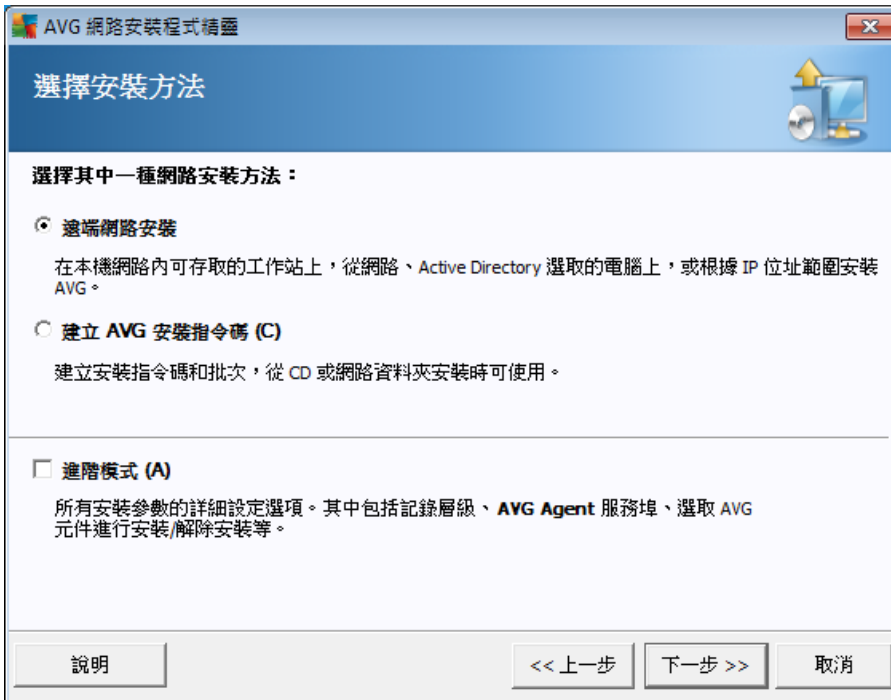 AVG 網路安裝程式精靈
選擇安裝方法
選擇其中一種網路安裝方法：
遠端網路安裝
在本機網路內可存取的工作站上，從網路、Active Directory 選取的電腦上，或根據 IP 位址範圍安裝
AVG。
建立 AVG 安裝指令碼 (C)
建立安裝指令碼和批次，從 CD 或網路資料夾安裝時可使用。
進階模式 (A)
所有安裝參數的詳細設定選項。其中包括記錄層級、AVG Agent 服務埠、選取 AVG
元件進行安裝/解除安裝等。
說明
<< 上一步
下一步 >>
取消